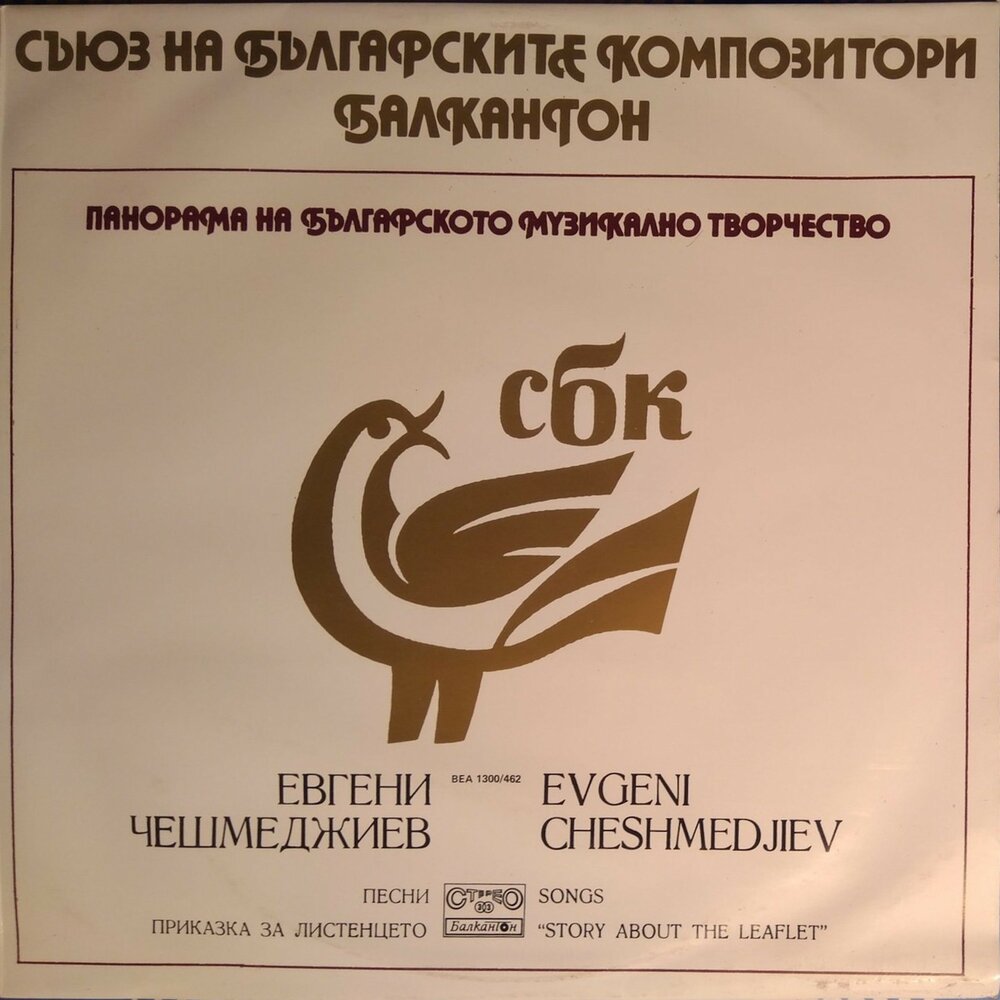 СЪЮЗ НА БЪЛГАРСКИТЕ КОМПОЗИТОРИ
БАЛКАНТОН
ПАНОРАМА НА БЪЛГАРСКОТО МУЗИКАЛНО ТВОРЧЕСТВО
сбк
ЕВГЕНИ
ЧЕШМЕДЖИЕВ
ВЕА 1300/462
EVGENI
CHESHMEDJIEV
ПЕСНИ
ПРИКАЗКА ЗА ЛИСТЕНЦЕТО
СТЕРЕО
33
Балкантон
SONGS
"STORY ABOUT THE LEAFLET"